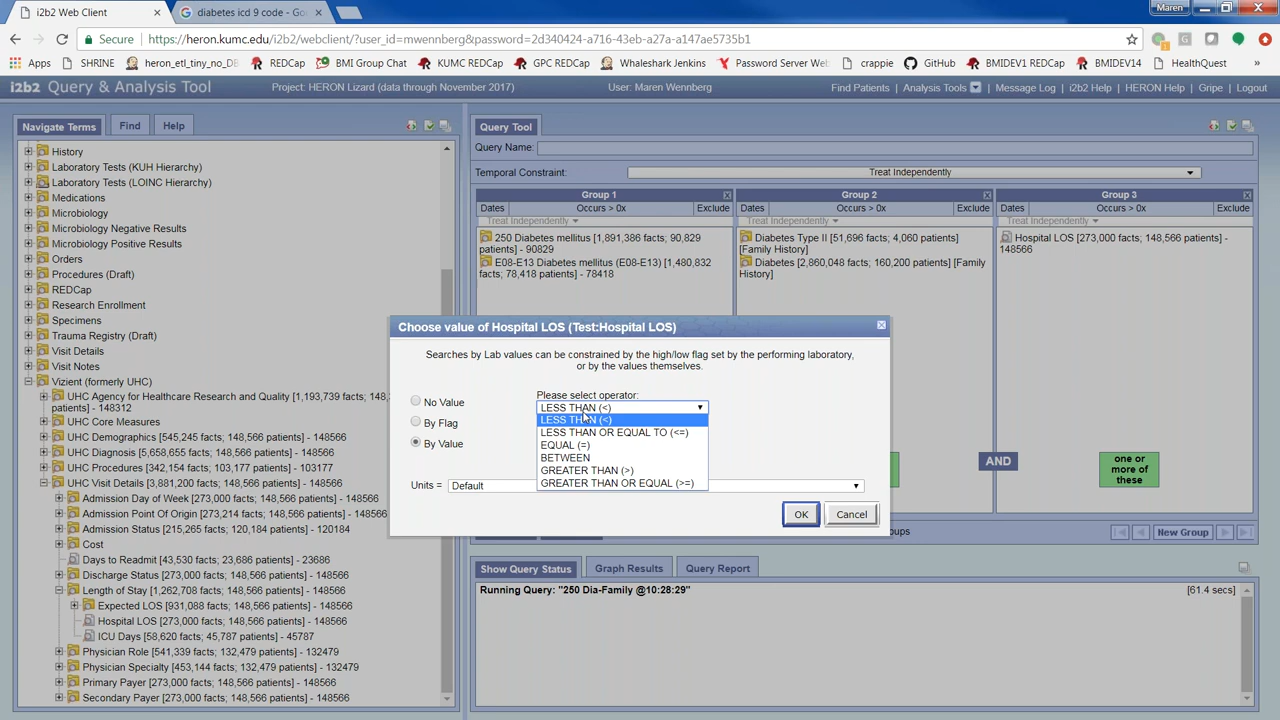 i2b2 Web Client
diabetes icd 9 code - Go
Maren
Secure
https://heron.kumc.edu/i2b2/webclient/?user_id=mwennberg&password=2d340424-a716-43eb-a27a-a147ae5735b1
Apps SHRINE heron_etl_tiny_no_DE REDCap BMI Group Chat KUMC REDCap GPC REDCap Whaleshark Jenkins Password Server Web crappie GitHub BMIDEV1 REDCap BMIDEV14 HealthQuest »
i2b2 Query & Analysis Tool Project: HERON Lizard (data through November 2017) User: Maren Wennberg Find Patients | Analysis Tools | Message Log | i2b2 Help | HERON Help | Gripe | Logout
Navigate Terms Find Help
History
Laboratory Tests (KUH Hierarchy)
Laboratory Tests (LOINC Hierarchy)
Medications
Microbiology
Microbiology Negative Results
Microbiology Positive Results
Orders
Procedures (Draft)
REDCap
Research Enrollment
Specimens
Trauma Registry (Draft)
Visit Details
Visit Notes
Vizient (formerly UHC)
UHC Agency for Healthcare Research and Quality [1,193,739 facts; 148,
patients] - 148312
UHC Core Measures
UHC Demographics [545,245 facts; 148,566 patients] - 148566
UHC Diagnosis [5,658,655 facts; 148,566 patients] - 148566
UHC Procedures [342,154 facts; 103,177 patients] - 103177
UHC Visit Details [3,881,200 facts; 148,566 patients] - 148566
Admission Day of Week [273,000 facts; 148,566 patients] - 148566
Admission Point Of Origin [273,000 facts; 148,566 patients] - 148566
Admission Status [215,265 facts; 120,184 patients] - 120184
Cost
Days to Readmit [43,530 facts; 23,686 patients] - 23686
Discharge Status [273,000 facts; 148,566 patients] - 148566
Length of Stay [1,262,708 facts; 148,566 patients] - 148566
Expected LOS [931,088 facts; 148,566 patients] - 148566
Hospital LOS [273,000 facts; 148,566 patients] - 148566
ICU Days [58,620 facts; 45,787 patients] - 45787
Physician Role [541,339 facts; 132,479 patients] - 132479
Physician Specialty [453,144 facts; 132,479 patients] - 132479
Primary Payer [273,000 facts; 148,566 patients] - 148566
Secondary Payer [273,000 facts; 148,566 patients] - 148566
Query Tool
Query Name:
Temporal Constraint: Treat Independently
Group 1 Group 2 Group 3
Dates Occurs > 0x Exclude Dates Occurs > 0x Exclude Dates Occurs > 0x Exclude
Treat Independently Treat Independently Treat Independently
250 Diabetes mellitus [1,891,386 facts; 90,829
patients] - 90829
E08-E13 Diabetes mellitus (E08-E13) [1,480,832
facts; 78,418 patients] - 78418
Diabetes Type II [51,696 facts; 4,060 patients]
[Family History]
Diabetes [2,860,048 facts; 160,200 patients] [Family
History]
Hospital LOS [273,000 facts; 148,566 patients] -
148566
Choose value of Hospital LOS (Test:Hospital LOS)
Searches by Lab values can be constrained by the high/low flag set by the performing laboratory,
or by the values themselves.
No Value
By Flag
By Value
Please select operator:
LESS THAN (<)
LESS THAN (<)
LESS THAN OR EQUAL TO (<=)
EQUAL (=)
BETWEEN
GREATER THAN (>)
GREATER THAN OR EQUAL (>=)
Units = Default
OK Cancel
AND
one or
more of
these
New Group
Show Query Status Graph Results Query Report
Running Query: "250 Dia-Family @10:28:29" [61.4 secs]